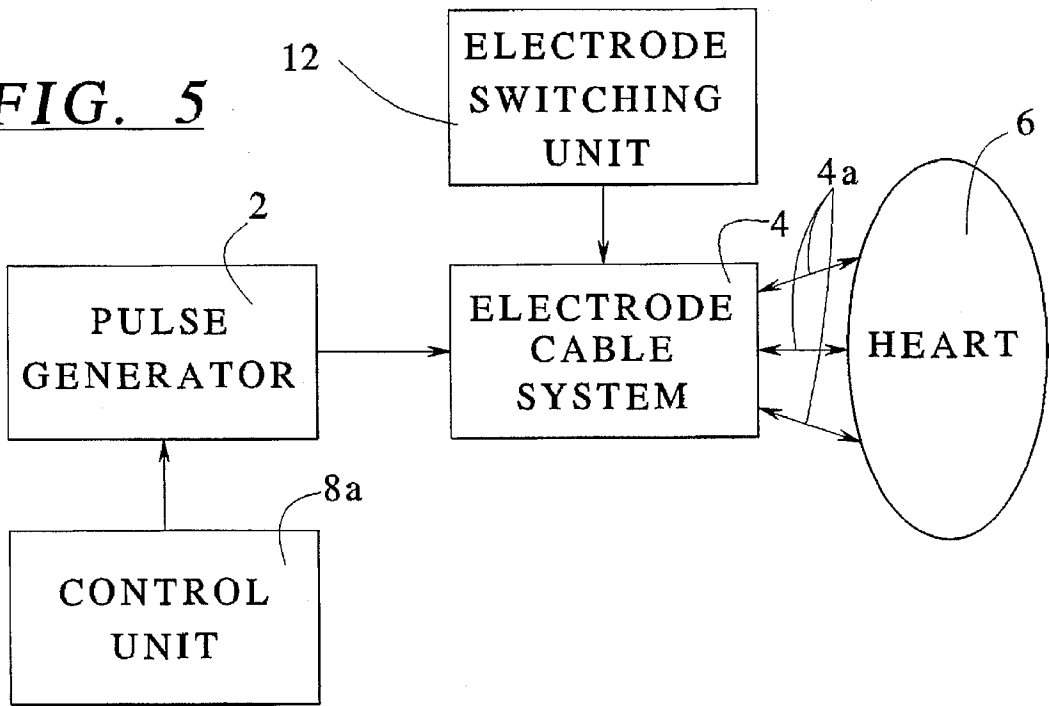 FIG. 5
12
ELECTRODE
SWITCHING
UNIT
6
4a
2
4
PULSE
GENERATOR
ELECTRODE
CABLE
SYSTEM
HEART
8a
CONTROL
UNIT